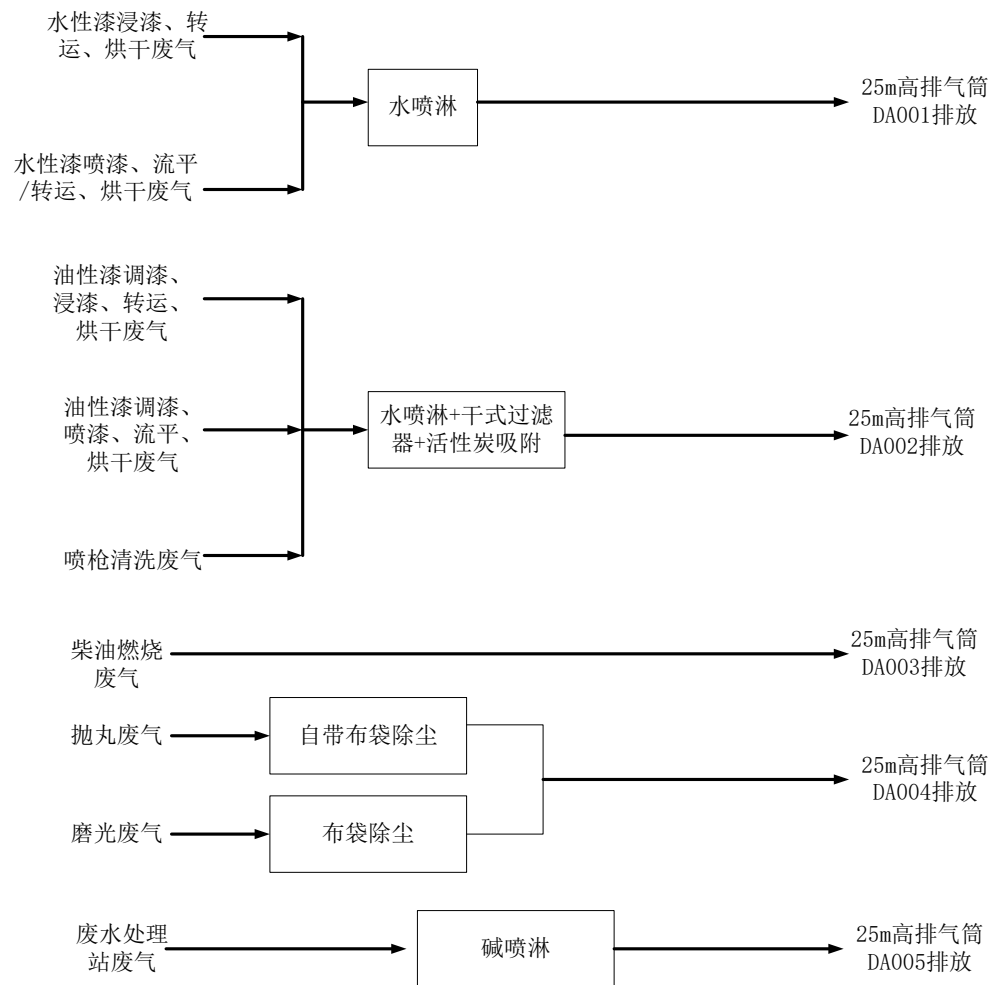 水性漆浸漆、转
运、烘干废气
水喷淋
25m高排气筒
DA001排放
水性漆喷漆、流平
/转运、烘干废气
油性漆调漆、
浸漆、转运、
烘干废气
油性漆调漆、
喷漆、流平、
烘干废气
水喷淋+干式过滤
器+活性炭吸附
25m高排气筒
DA002排放
喷枪清洗废气
柴油燃烧
废气
25m高排气筒
DA003排放
抛丸废气
自带布袋除尘
25m高排气筒
DA004排放
磨光废气
布袋除尘
废水处理
站废气
碱喷淋
25m高排气筒
DA005排放